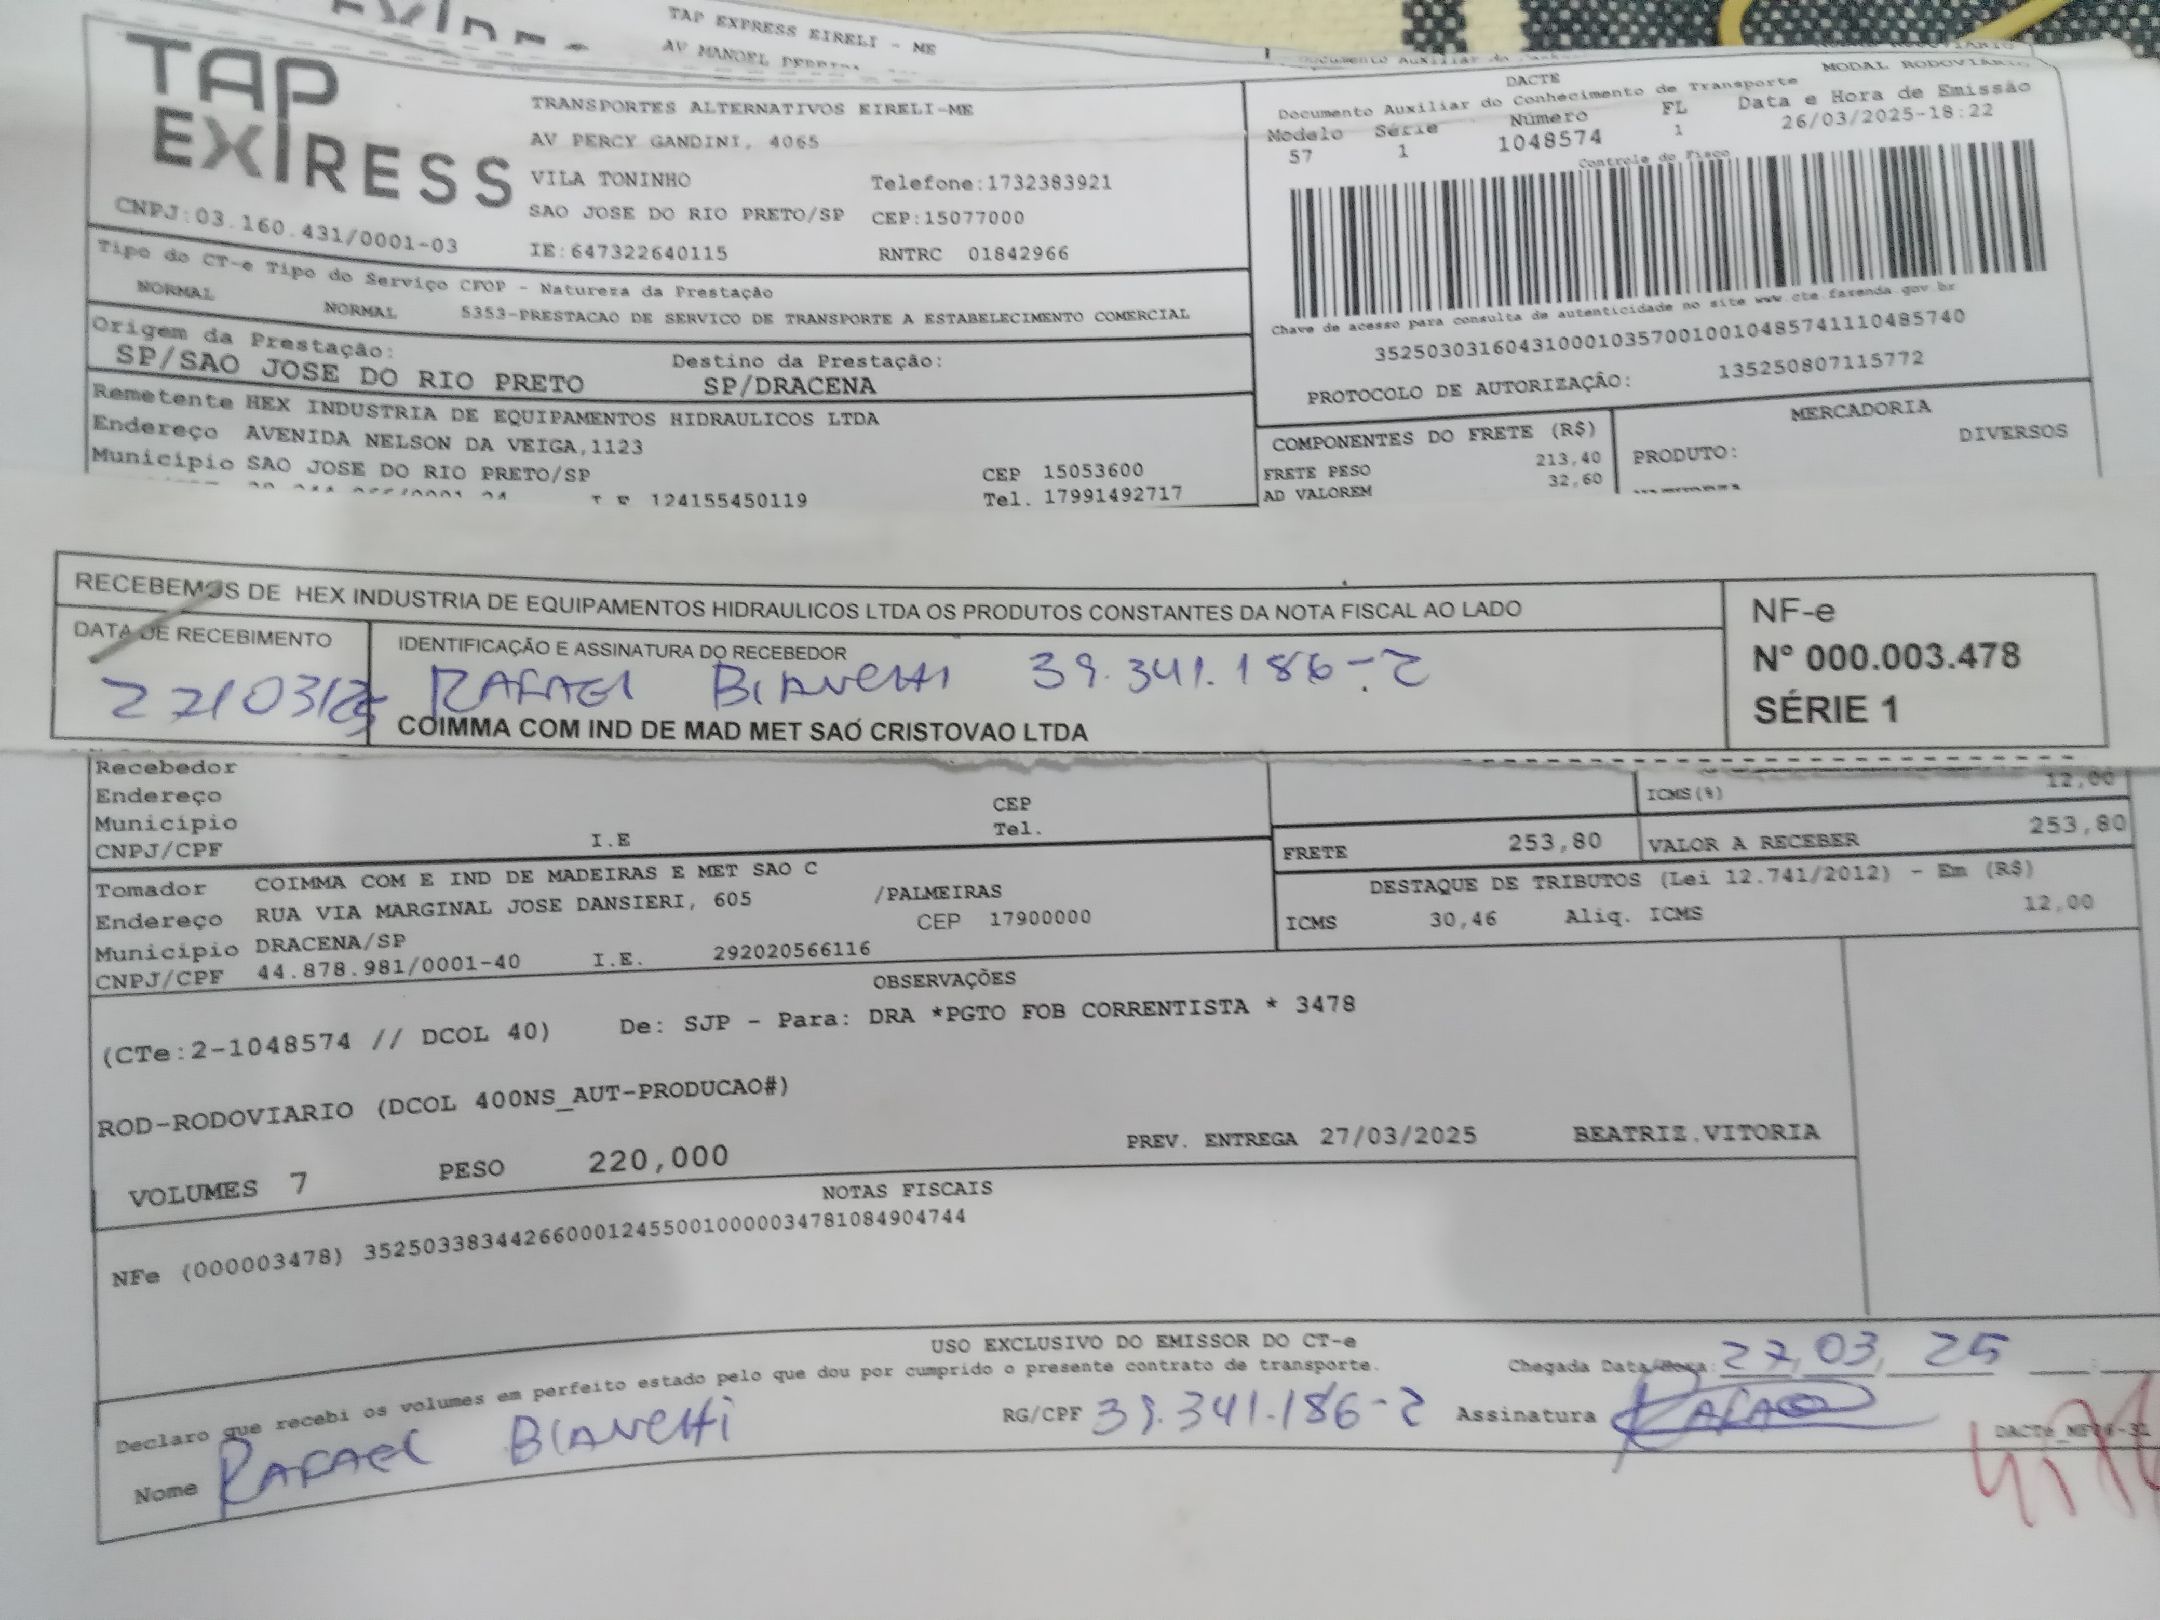 TAP EXPRESS EIRELI - ME
AV MANOEL
TAP
EXPRESS
CNPJ:03.160.431/0001-03
TRANSPORTES ALTERNATIVOS EIRELI-ME
AV PERCY GANDINI, 4065
VILA TONINHO Telefone:1732383921
SAO JOSE DO RIO PRETO/SP CEP:15077000
IE:647322640115 RNTRC 01842966
DACTE MODAL RODOVIÁRIO
Documento Auxiliar do Conhecimento de Transporte
Modelo Série Número FL Data e Hora de Emissão
57 1 1048574 1 26/03/2025-18:22
Controle do Fisco
Chave de acesso para consulta de autenticidade no site www.cte.fazenda.gov.br
35250303160431000103570010010485741110485740
PROTOCOLO DE AUTORIZAÇÃO: 135250807115772
Tipo do CT-e Tipo do Serviço CFOP - Natureza da Prestação
NORMAL NORMAL 5353-PRESTACAO DE SERVICO DE TRANSPORTE A ESTABELECIMENTO COMERCIAL
Origem da Prestação: Destino da Prestação:
SP/SAO JOSE DO RIO PRETO SP/DRACENA
Remetente HEX INDUSTRIA DE EQUIPAMENTOS HIDRAULICOS LTDA
Endereço AVENIDA NELSON DA VEIGA,1123
Município SAO JOSE DO RIO PRETO/SP CEP 15053600
124155450119 Tel. 17991492717
COMPONENTES DO FRETE (R$)
FRETE PESO 213,40
AD VALOREM 32,60
MERCADORIA
PRODUTO: DIVERSOS
RECEBEMOS DE HEX INDUSTRIA DE EQUIPAMENTOS HIDRAULICOS LTDA OS PRODUTOS CONSTANTES DA NOTA FISCAL AO LADO
DATA DE RECEBIMENTO
27/03/25
IDENTIFICAÇÃO E ASSINATURA DO RECEBEDOR
RAFAEL BIANCHI 39.341.186-2
COIMMA COM IND DE MAD MET SAO CRISTOVAO LTDA
NF-e
N° 000.003.478
SÉRIE 1
Recebedor
Endereço
Município CEP
CNPJ/CPF I.E Tel.
ICMS(%) 12,00
FRETE 253,80 VALOR A RECEBER 253,80
Tomador COIMMA COM E IND DE MADEIRAS E MET SAO C
Endereço RUA VIA MARGINAL JOSE DANSIERI, 605 /PALMEIRAS
Município DRACENA/SP CEP 17900000
CNPJ/CPF 44.878.981/0001-40 I.E. 292020566116
DESTAQUE DE TRIBUTOS (Lei 12.741/2012) - Em (R$)
ICMS 30,46 Aliq. ICMS 12,00
OBSERVAÇÕES
(CTe:2-1048574 // DCOL 40) De: SJP - Para: DRA *PGTO FOB CORRENTISTA * 3478
ROD-RODOVIARIO (DCOL 400NS_AUT-PRODUCAO#)
VOLUMES 7 PESO 220,000 PREV. ENTREGA 27/03/2025 BEATRIZ.VITORIA
NOTAS FISCAIS
NFe (000003478) 35250338344266000124550010000034781084904744
USO EXCLUSIVO DO EMISSOR DO CT-e
Declaro que recebi os volumes em perfeito estado pelo que dou por cumprido o presente contrato de transporte. Chegada Data/Hora: 27 03 25
Nome RAFAEL BIANCHI RG/CPF 39.341.186-2 Assinatura RAFAEL